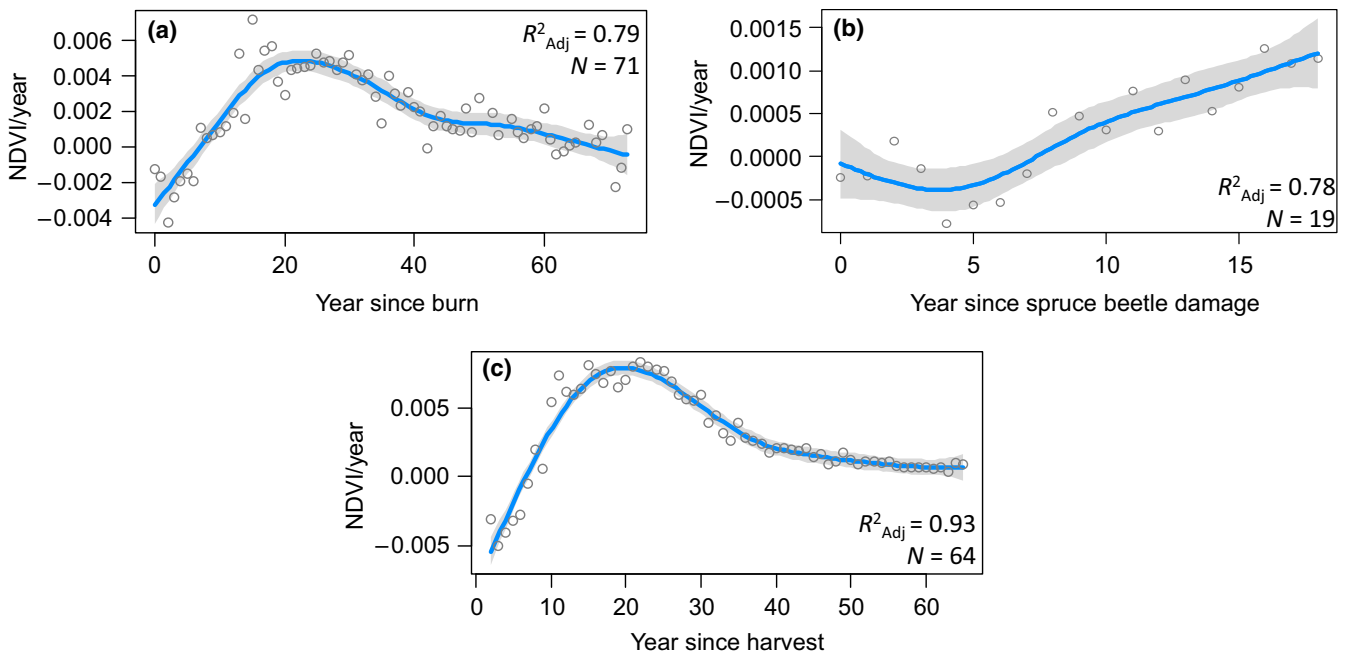 (a)
R²Adj = 0.79
N = 71
NDVI/year
0.006
0.004
0.002
0.000
−0.002
−0.004
0 20 40 60
Year since burn
(b)
NDVI/year
0.0015
0.0010
0.0005
0.0000
−0.0005
R²Adj = 0.78
N = 19
0 5 10 15
Year since spruce beetle damage
(c)
NDVI/year
0.005
0.000
−0.005
R²Adj = 0.93
N = 64
0 10 20 30 40 50 60
Year since harvest